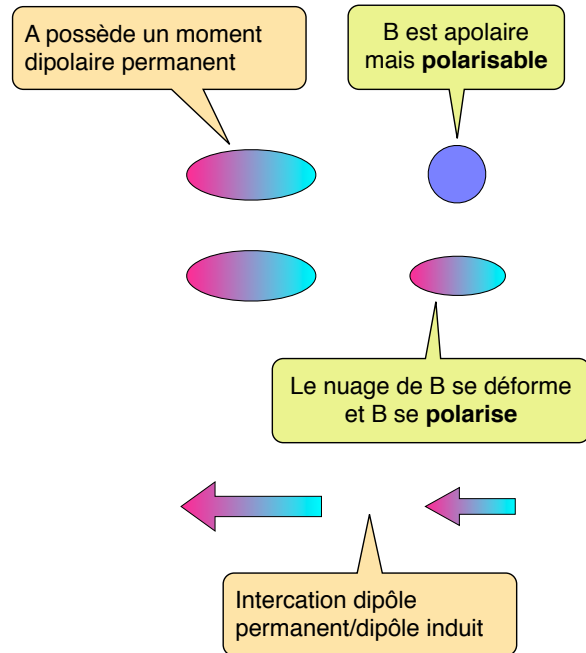 A possède un moment
dipolaire permanent
B est apolaire
mais polarisable
Le nuage de B se déforme
et B se polarise
Intercation dipôle
permanent/dipôle induit